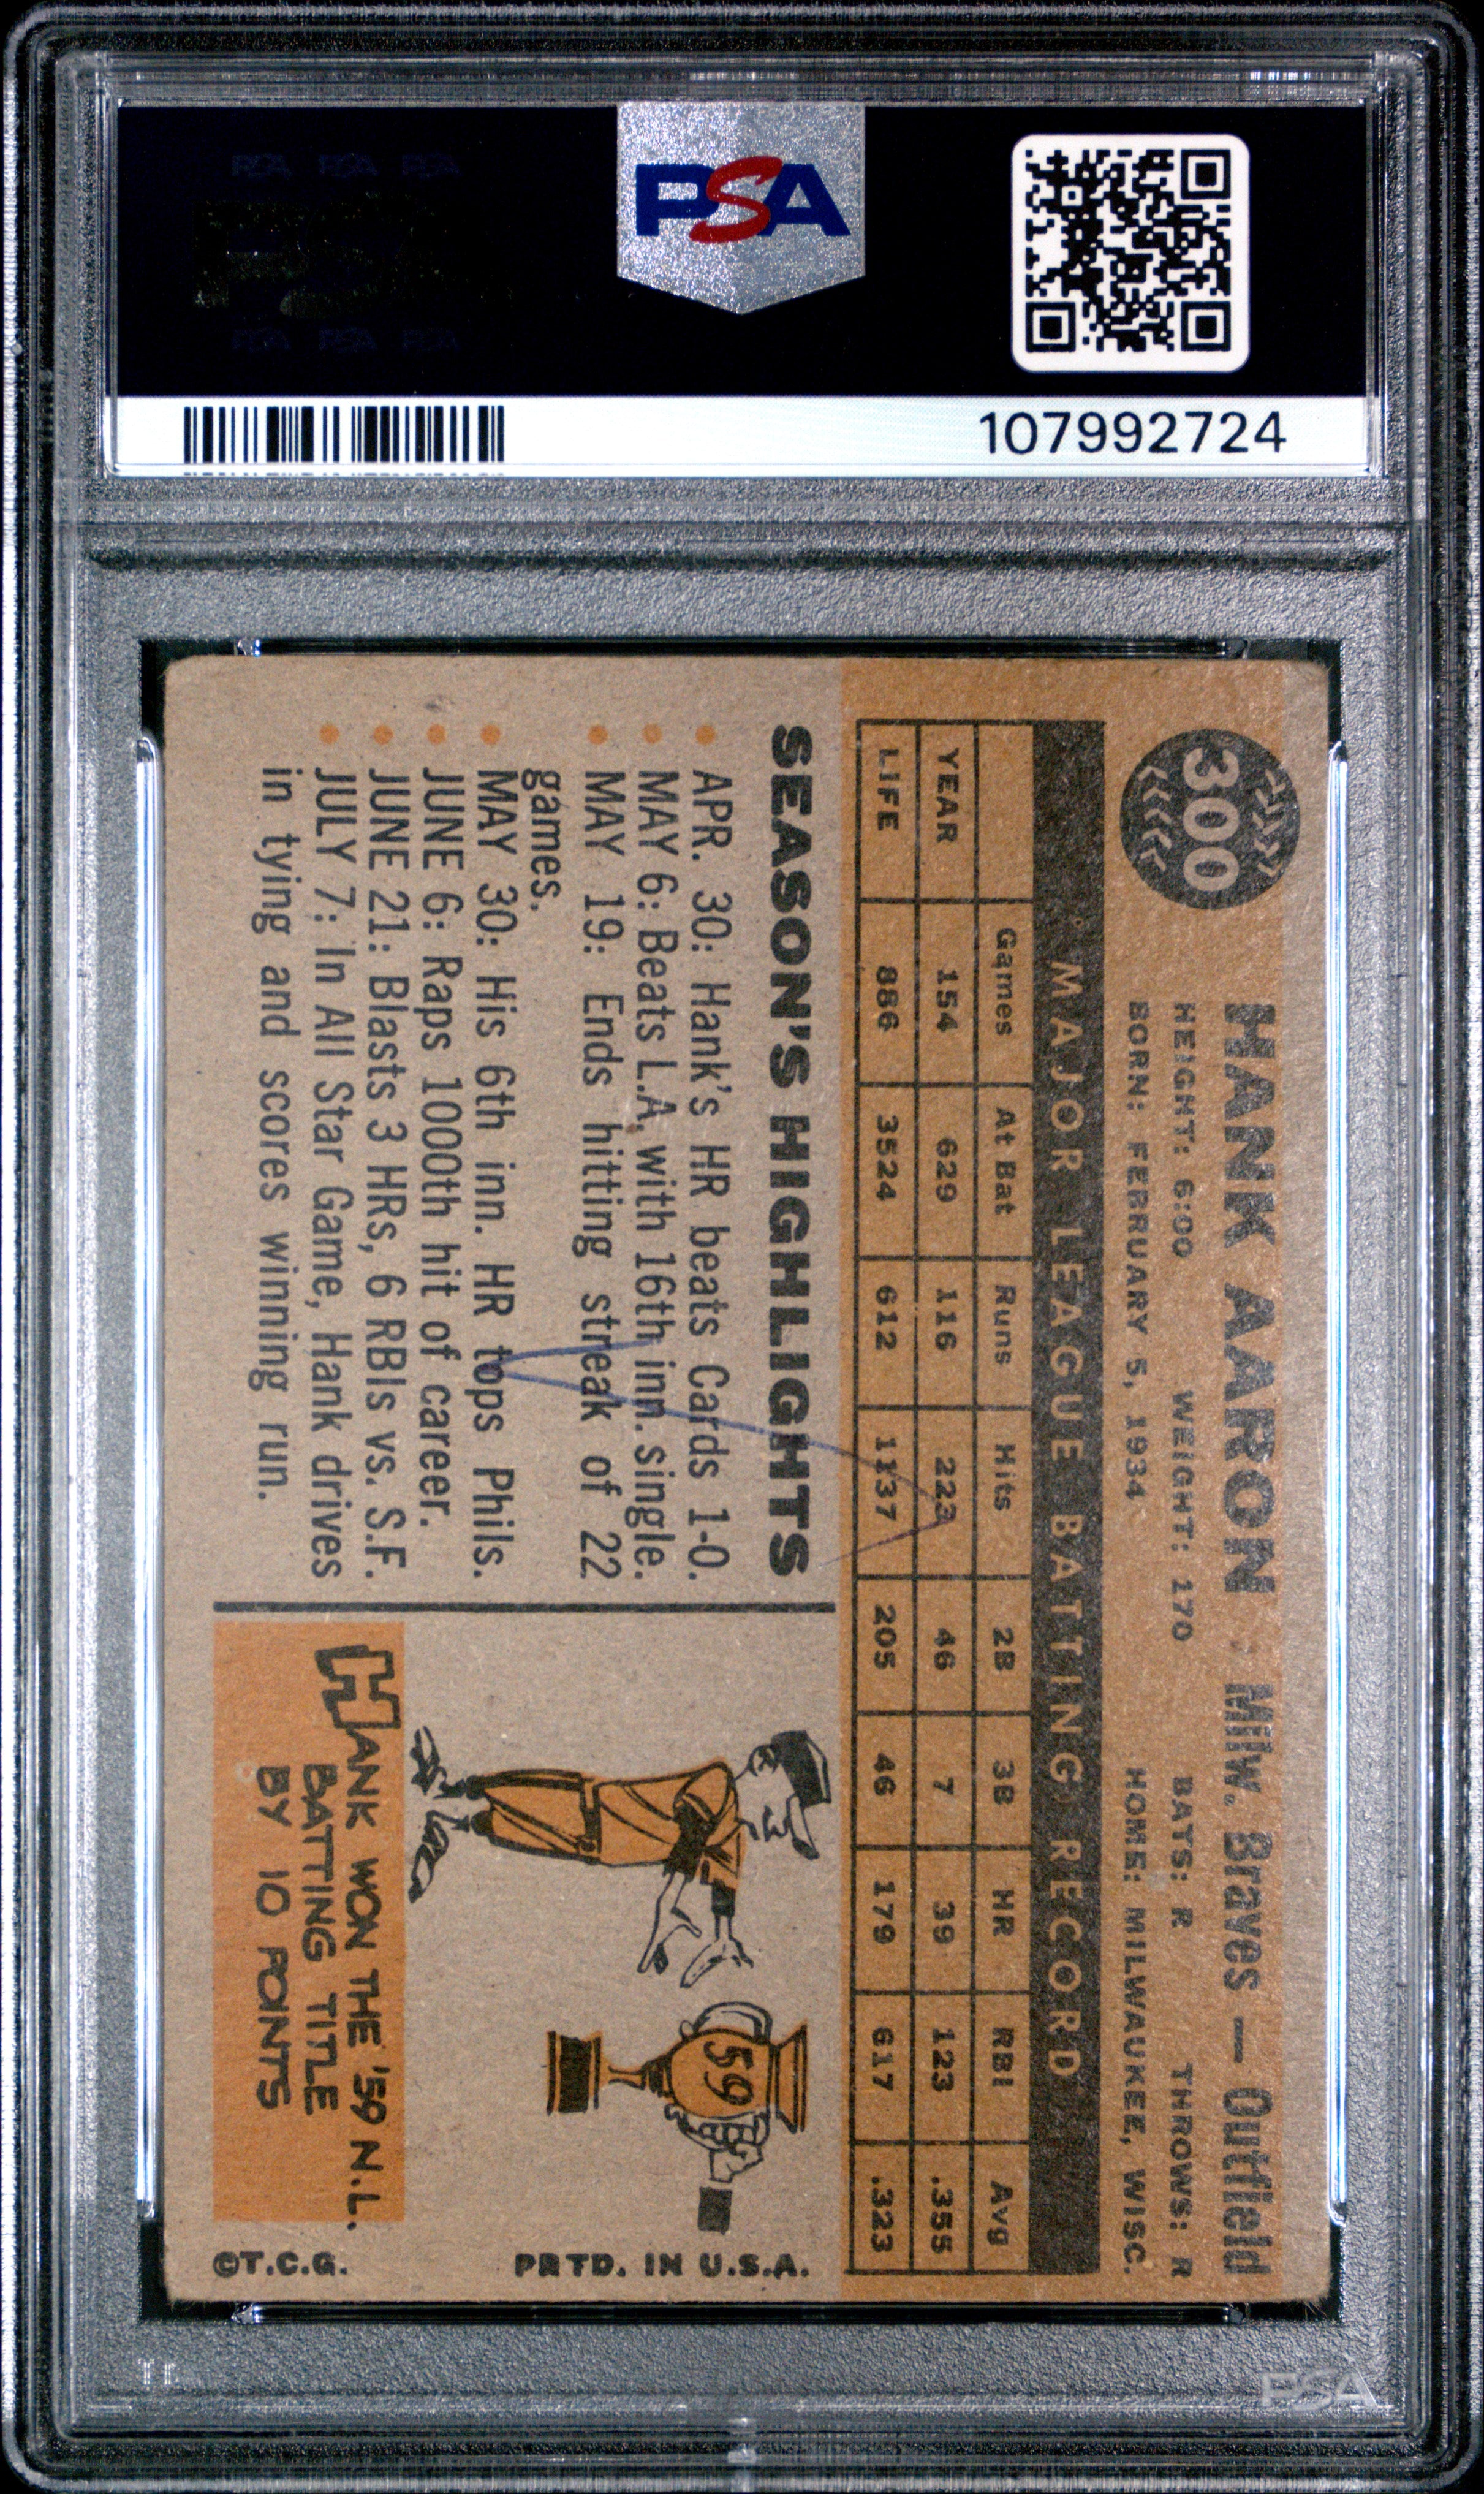 PSA
107992724
300
HANK AARON Milw. Braves — Outfield
HEIGHT: 6:00 WEIGHT: 170 BATS: R THROWS: R
BORN: FEBRUARY 5, 1934 HOME: MILWAUKEE, WISC.
MAJOR LEAGUE BATTING RECORD
Games At Bat Runs Hits 2B 3B HR RBI Avg
YEAR 154 629 116 223 46 7 39 123 .355
LIFE 886 3524 612 1137 205 46 179 617 .323
SEASON'S HIGHLIGHTS
APR. 30: Hank's HR beats Cards 1-0.
MAY 6: Beats L.A. with 16th inn. single.
MAY 19: Ends hitting streak of 22
games.
MAY 30: His 6th inn. HR tops Phils.
JUNE 6: Raps 1000th hit of career.
JUNE 21: Blasts 3 HRs, 6 RBIs vs. S.F.
JULY 7: In All Star Game, Hank drives
in tying and scores winning run.
59
HANK WON THE '59 N.L.
BATTING TITLE
BY 10 POINTS
PRTD. IN U.S.A.
©T.C.G.
PSA